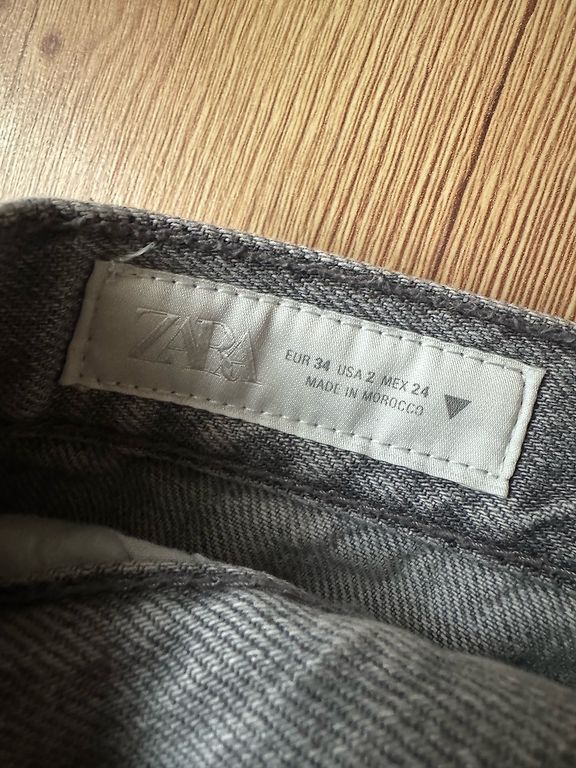 ZARA
EUR 34 USA 2 MEX 24
MADE IN MOROCCO